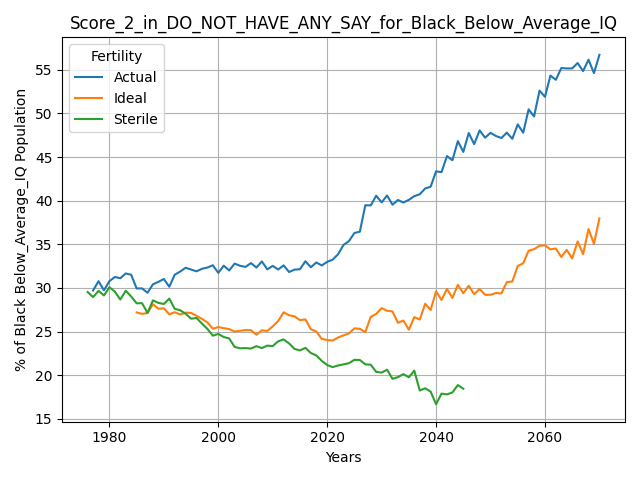 Score_2_in_DO_NOT_HAVE_ANY_SAY_for_Black_Below_Average_IQ
Fertility
Actual
Ideal
Sterile
% of Black Below_Average_IQ Population
55
50
45
40
35
30
25
20
15
1980
2000
2020
2040
2060
Years